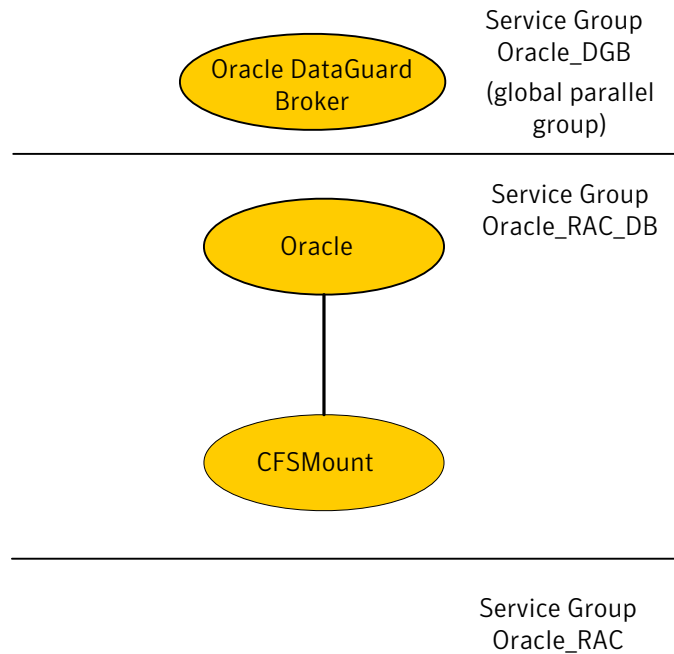 Oracle DataGuard
Broker
Service Group
Oracle_DGB
(global parallel
group)
Oracle
Service Group
Oracle_RAC_DB
CFSMount
Service Group
Oracle_RAC